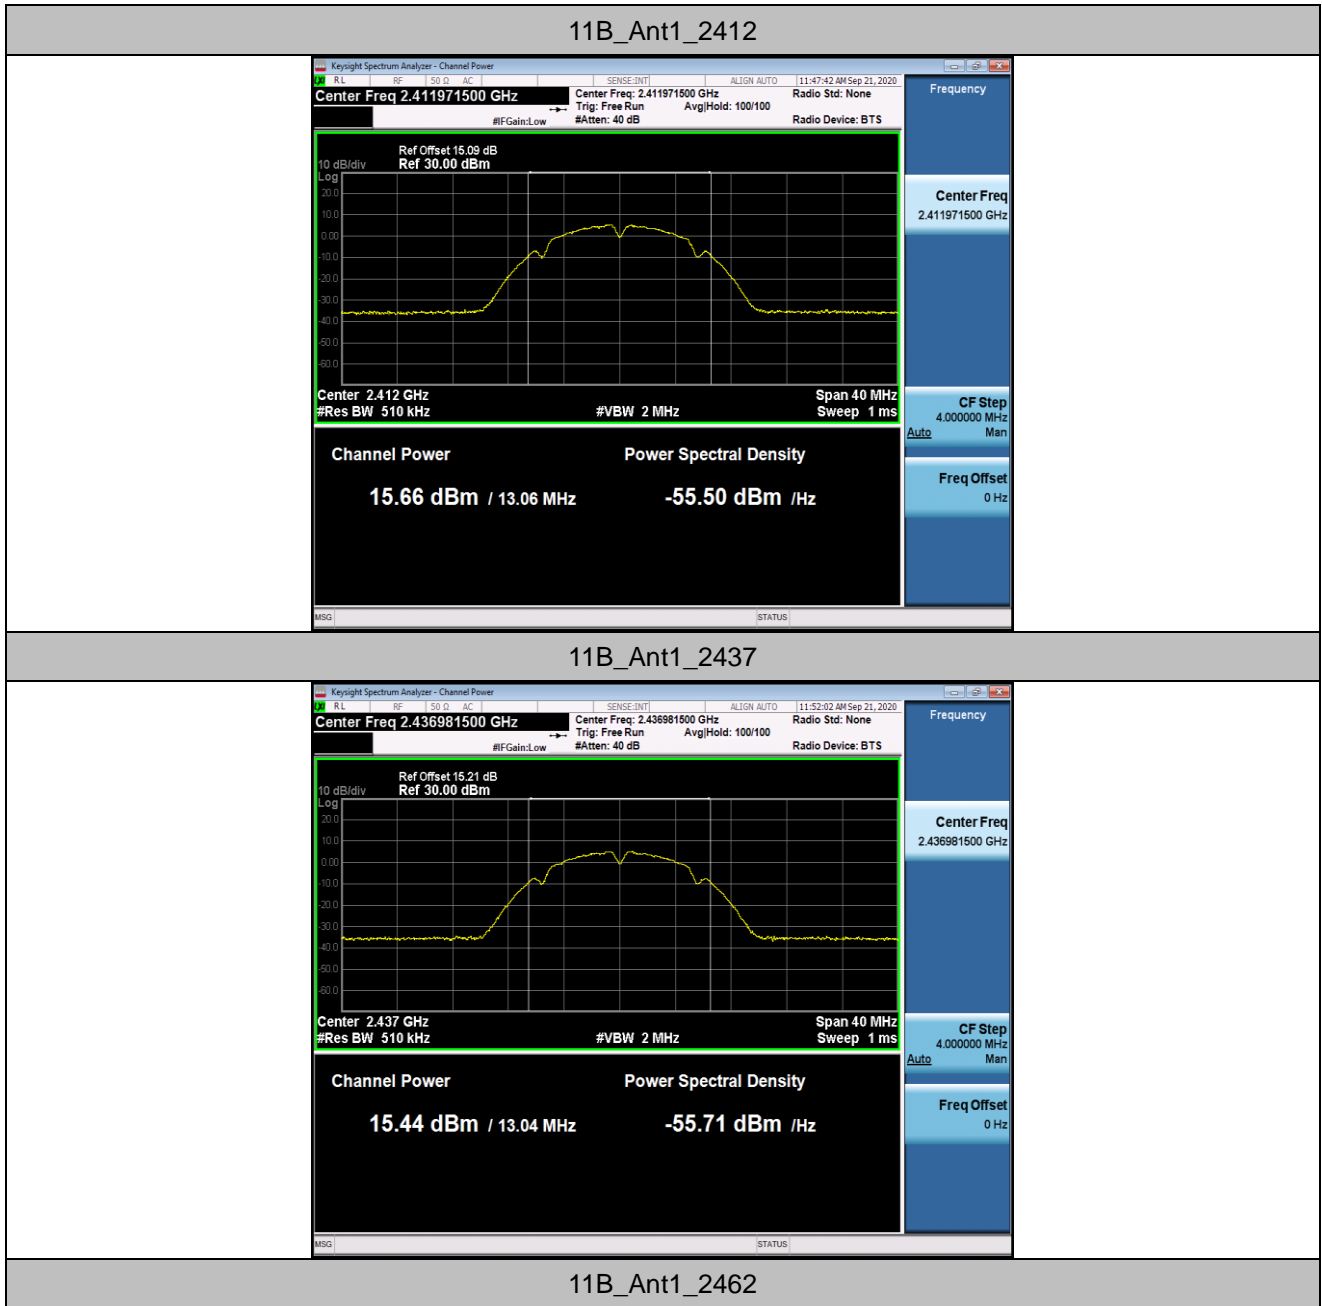 11B_Ant1_2412
Keysight Spectrum Analyzer - Channel Power
RL RF 50 Ω AC SENSE:INT ALIGN AUTO 11:47:42 AM Sep 21, 2020
Center Freq 2.411971500 GHz
Center Freq: 2.411971500 GHz Radio Std: None
Trig: Free Run Avg|Hold: 100/100
#IFGain:Low #Atten: 40 dB Radio Device: BTS
Frequency
Ref Offset 15.09 dB
10 dB/div Ref 30.00 dBm
Log
20.0
10.0
0.00
-10.0
-20.0
-30.0
-40.0
-50.0
-60.0
Center Freq
2.411971500 GHz
Center 2.412 GHz Span 40 MHz
#Res BW 510 kHz #VBW 2 MHz Sweep 1 ms
CF Step
4.000000 MHz
Auto Man
Channel Power Power Spectral Density
15.66 dBm / 13.06 MHz -55.50 dBm /Hz
Freq Offset
0 Hz
MSG STATUS
11B_Ant1_2437
Keysight Spectrum Analyzer - Channel Power
RL RF 50 Ω AC SENSE:INT ALIGN AUTO 11:52:02 AM Sep 21, 2020
Center Freq 2.436981500 GHz
Center Freq: 2.436981500 GHz Radio Std: None
Trig: Free Run Avg|Hold: 100/100
#IFGain:Low #Atten: 40 dB Radio Device: BTS
Frequency
Ref Offset 15.21 dB
10 dB/div Ref 30.00 dBm
Log
20.0
10.0
0.00
-10.0
-20.0
-30.0
-40.0
-50.0
-60.0
Center Freq
2.436981500 GHz
Center 2.437 GHz Span 40 MHz
#Res BW 510 kHz #VBW 2 MHz Sweep 1 ms
CF Step
4.000000 MHz
Auto Man
Channel Power Power Spectral Density
15.44 dBm / 13.04 MHz -55.71 dBm /Hz
Freq Offset
0 Hz
MSG STATUS
11B_Ant1_2462